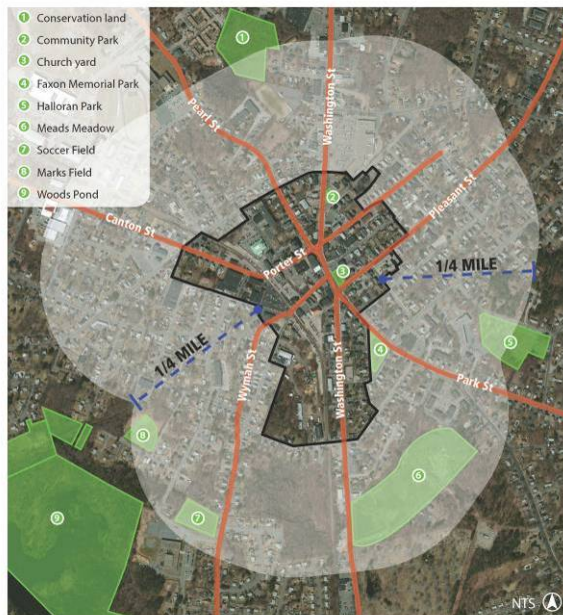 1 Conservation land
2 Community Park
3 Church yard
4 Faxon Memorial Park
5 Halloran Park
6 Meads Meadow
7 Soccer Field
8 Marks Field
9 Woods Pond
1
Pearl St
Washington St
2
Pleasant St
Canton St
Porter St
3
1/4 MILE
1/4 MILE
Wyman St
Washington St
4
5
Park St
8
6
9
7
NTS